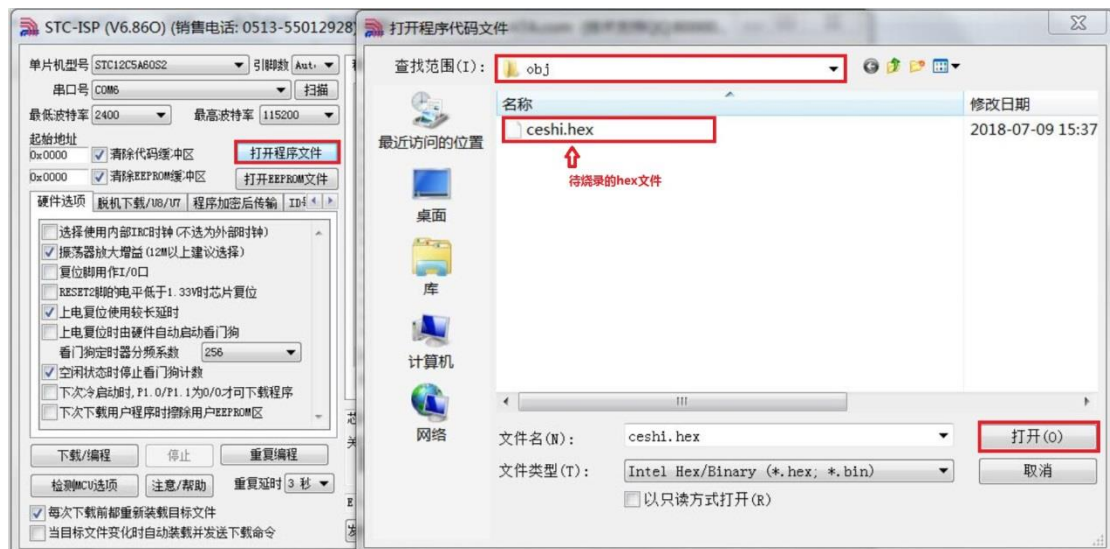 STC-ISP (V6.86O) (销售电话: 0513-55012928)
单片机型号 STC12C5A60S2 引脚数 Aut
串口号 COM6 扫描
最低波特率 2400 最高波特率 115200
起始地址
0x0000 清除代码缓冲区 打开程序文件
0x0000 清除EEPROM缓冲区 打开EEPROM文件
硬件选项 脱机下载/U8/U7 程序加密后传输 ID
选择使用内部IRC时钟(不选为外部时钟)
振荡器放大增益(12M以上建议选择)
复位脚用作I/O口
RESET2脚的电平低于1.33V时芯片复位
上电复位使用较长延时
上电复位时由硬件自动启动看门狗
看门狗定时器分频系数 256
空闲状态时停止看门狗计数
下次冷启动时,P1.0/P1.1为0/0才可下载程序
下次下载用户程序时擦除用户EEPROM区
下载/编程 停止 重复编程
检测MCU选项 注意/帮助 重复延时 3 秒
每次下载前都重新装载目标文件
当目标文件变化时自动装载并发送下载命令
打开程序代码文件
查找范围(I): obj
名称 修改日期
ceshi.hex 2018-07-09 15:37
待烧录的hex文件
最近访问的位置
桌面
库
计算机
网络
文件名(N): ceshi.hex 打开(O)
文件类型(T): Intel Hex/Binary (*.hex; *.bin) 取消
以只读方式打开(R)